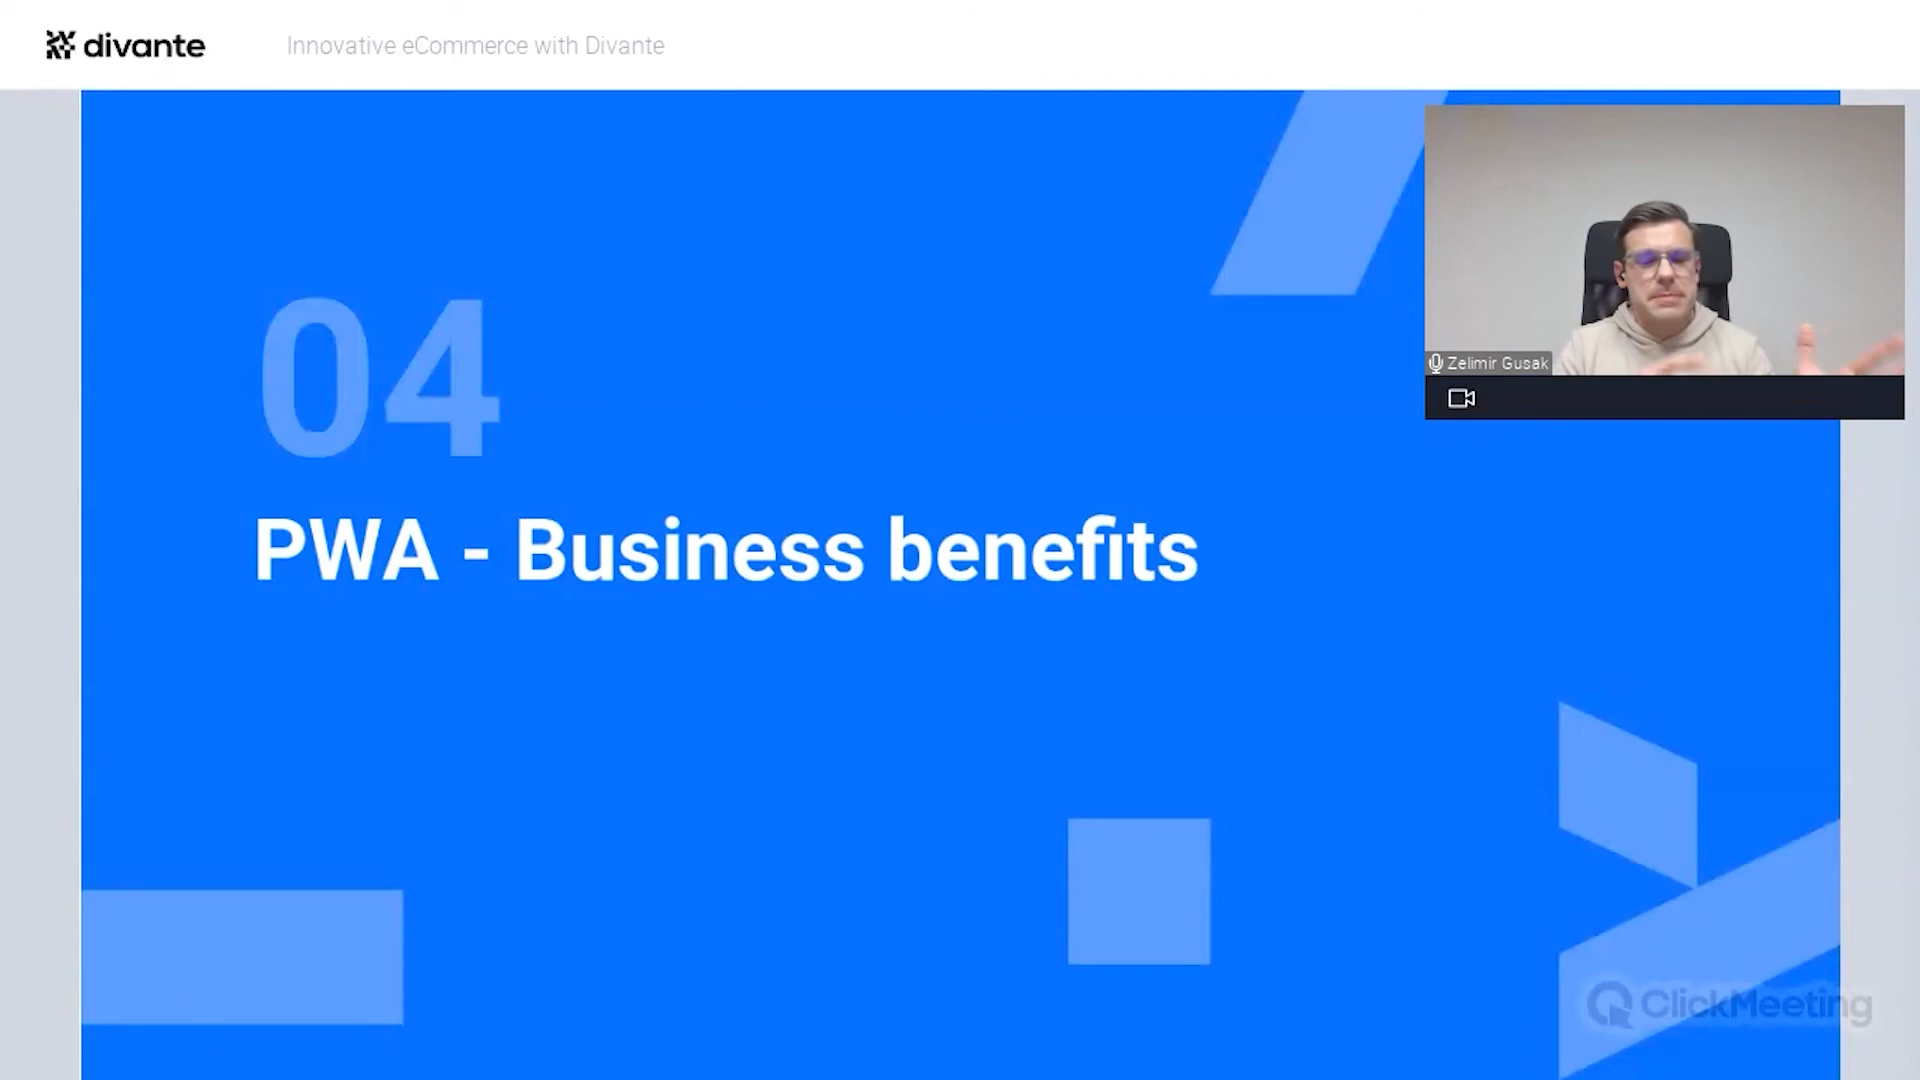 divante
Innovative eCommerce with Divante
Zelimir Gusak
04
PWA - Business benefits
ClickMeeting